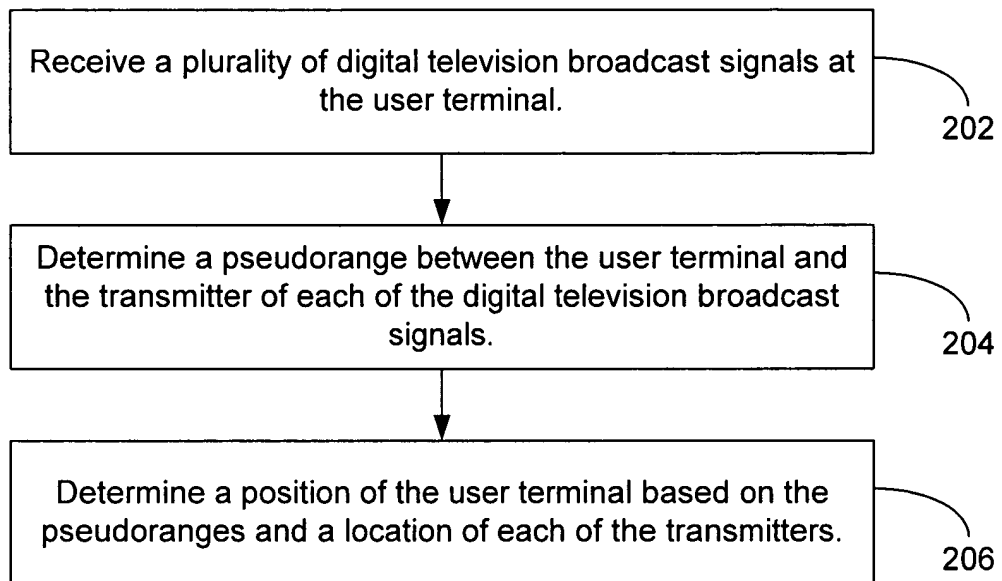 Receive a plurality of digital television broadcast signals at
the user terminal.
202
Determine a pseudorange between the user terminal and
the transmitter of each of the digital television broadcast
signals.
204
Determine a position of the user terminal based on the
pseudoranges and a location of each of the transmitters.
206